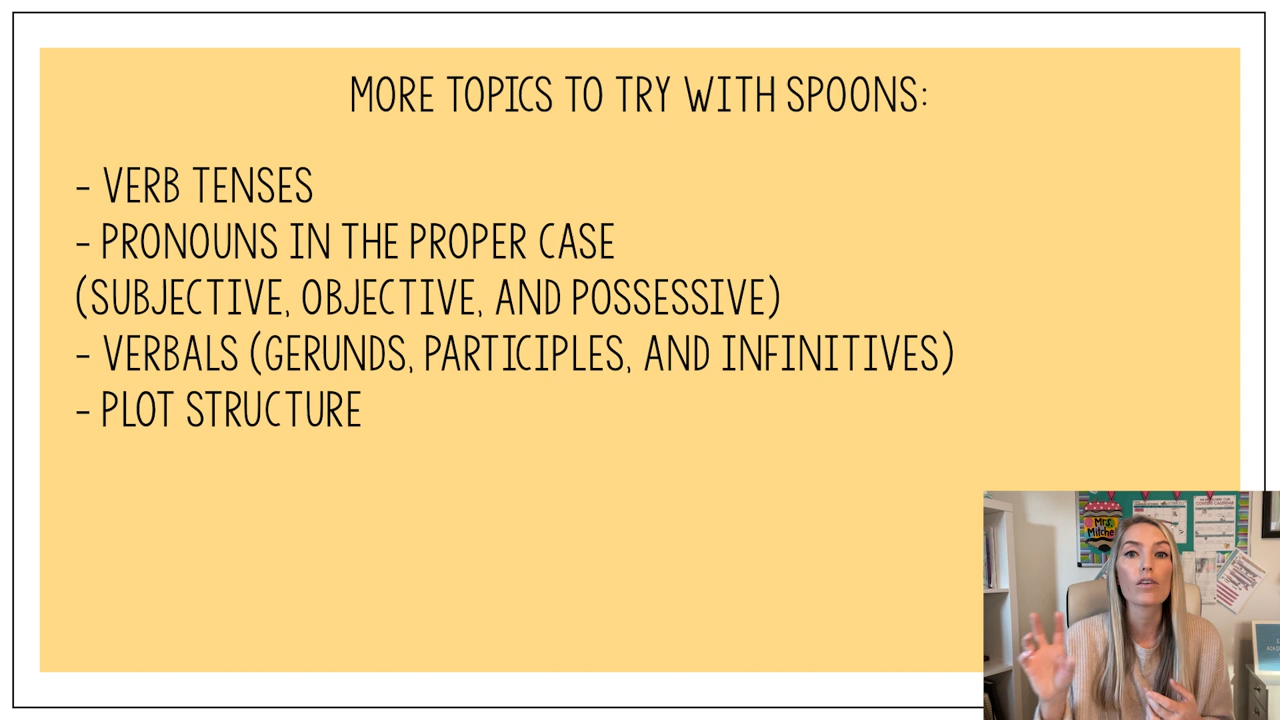 MORE TOPICS TO TRY WITH SPOONS:
- VERB TENSES
- PRONOUNS IN THE PROPER CASE
(SUBJECTIVE, OBJECTIVE, AND POSSESSIVE)
- VERBALS (GERUNDS, PARTICIPLES, AND INFINITIVES)
- PLOT STRUCTURE
Mrs.